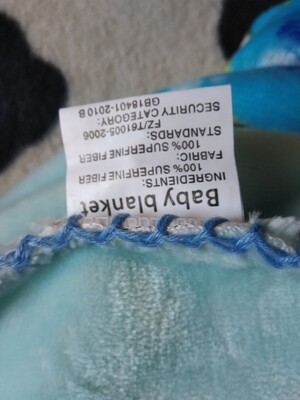 Baby blanket
INGREDIENTS:
100% SUPERFINE FIBER
FABRIC:
100% SUPERFINE FIBER
STANDARDS:
FZ/T61005-2006
SECURITY CATEGORY:
GB18401-2010B